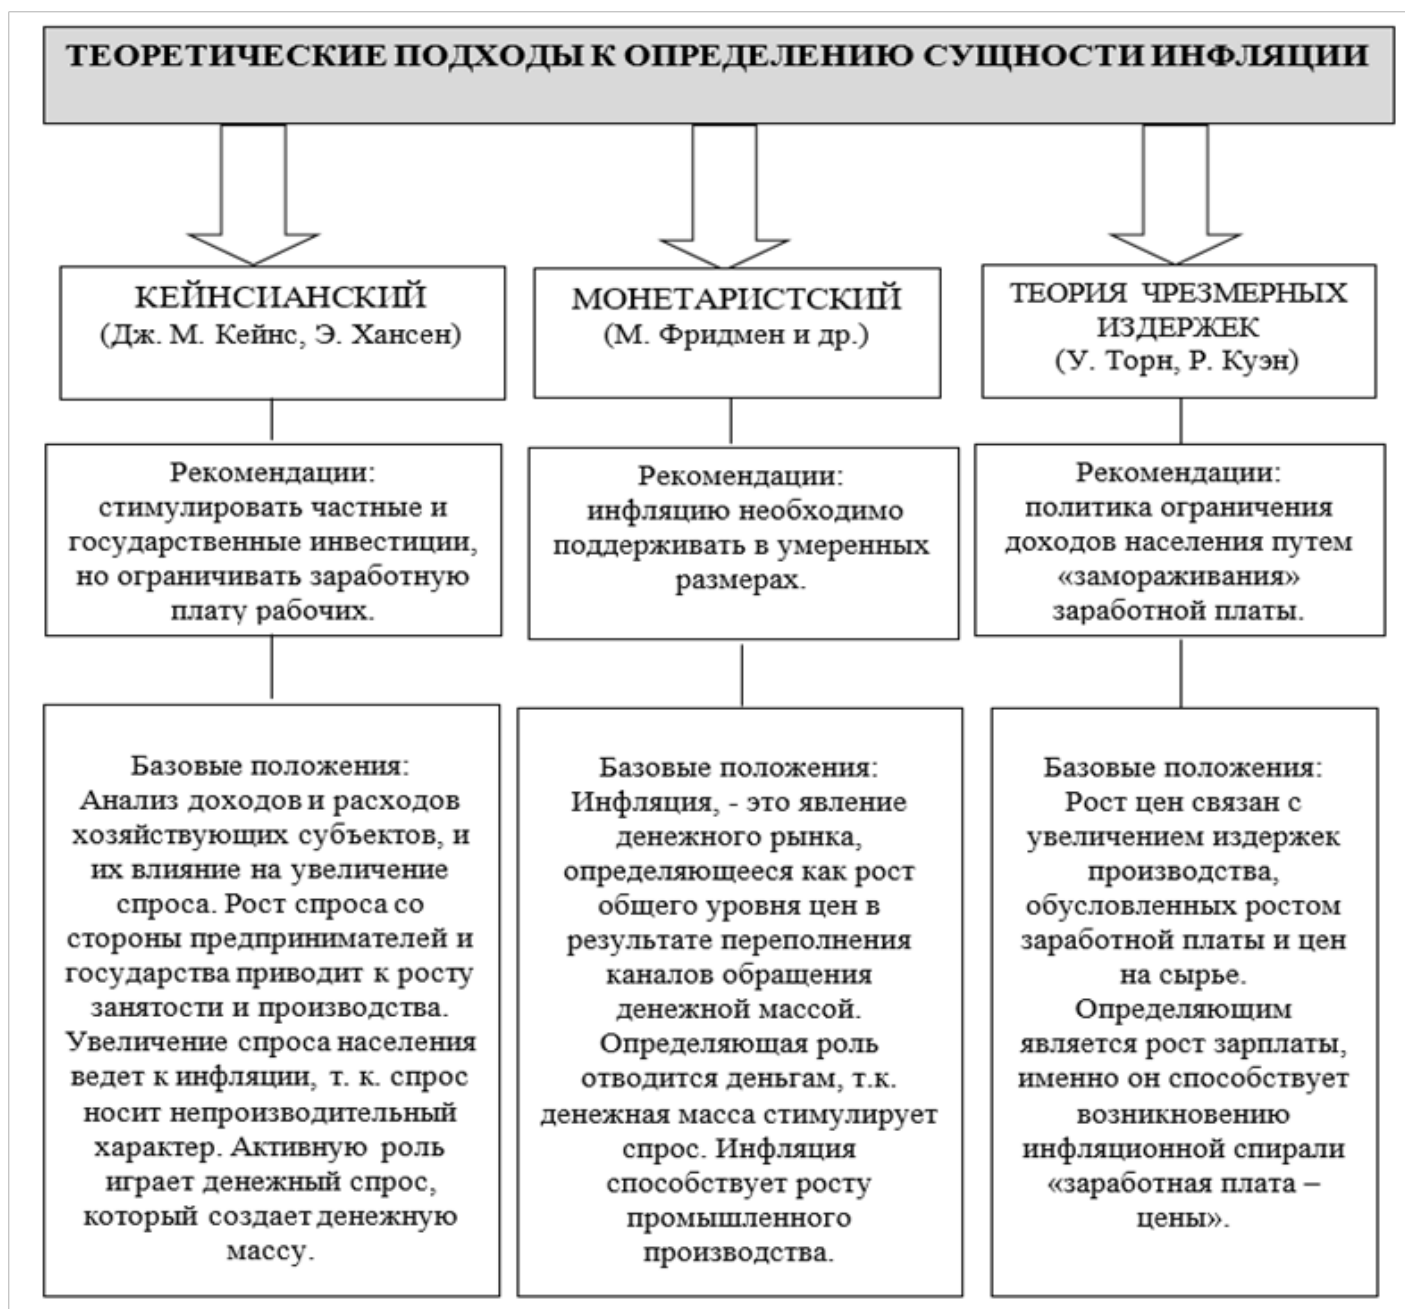 ТЕОРЕТИЧЕСКИЕ ПОДХОДЫ К ОПРЕДЕЛЕНИЮ СУЩНОСТИ ИНФЛЯЦИИ
КЕЙНСИАНСКИЙ
(Дж. М. Кейнс, Э. Хансен)
Рекомендации:
стимулировать частные и
государственные инвестиции,
но ограничивать заработную
плату рабочих.
Базовые положения:
Анализ доходов и расходов
хозяйствующих субъектов, и
их влияние на увеличение
спроса. Рост спроса со
стороны предпринимателей и
государства приводит к росту
занятости и производства.
Увеличение спроса населения
ведет к инфляции, т. к. спрос
носит непроизводительный
характер. Активную роль
играет денежный спрос,
который создает денежную
массу.
МОНЕТАРИСТСКИЙ
(М. Фридмен и др.)
Рекомендации:
инфляцию необходимо
поддерживать в умеренных
размерах.
Базовые положения:
Инфляция, - это явление
денежного рынка,
определяющееся как рост
общего уровня цен в
результате переполнения
каналов обращения
денежной массой.
Определяющая роль
отводится деньгам, т.к.
денежная масса стимулирует
спрос. Инфляция
способствует росту
промышленного
производства.
ТЕОРИЯ ЧРЕЗМЕРНЫХ
ИЗДЕРЖЕК
(У. Торн, Р. Куэн)
Рекомендации:
политика ограничения
доходов населения путем
«замораживания»
заработной платы.
Базовые положения:
Рост цен связан с
увеличением издержек
производства,
обусловленных ростом
заработной платы и цен
на сырье.
Определяющим
является рост зарплаты,
именно он способствует
возникновению
инфляционной спирали
«заработная плата –
цены».